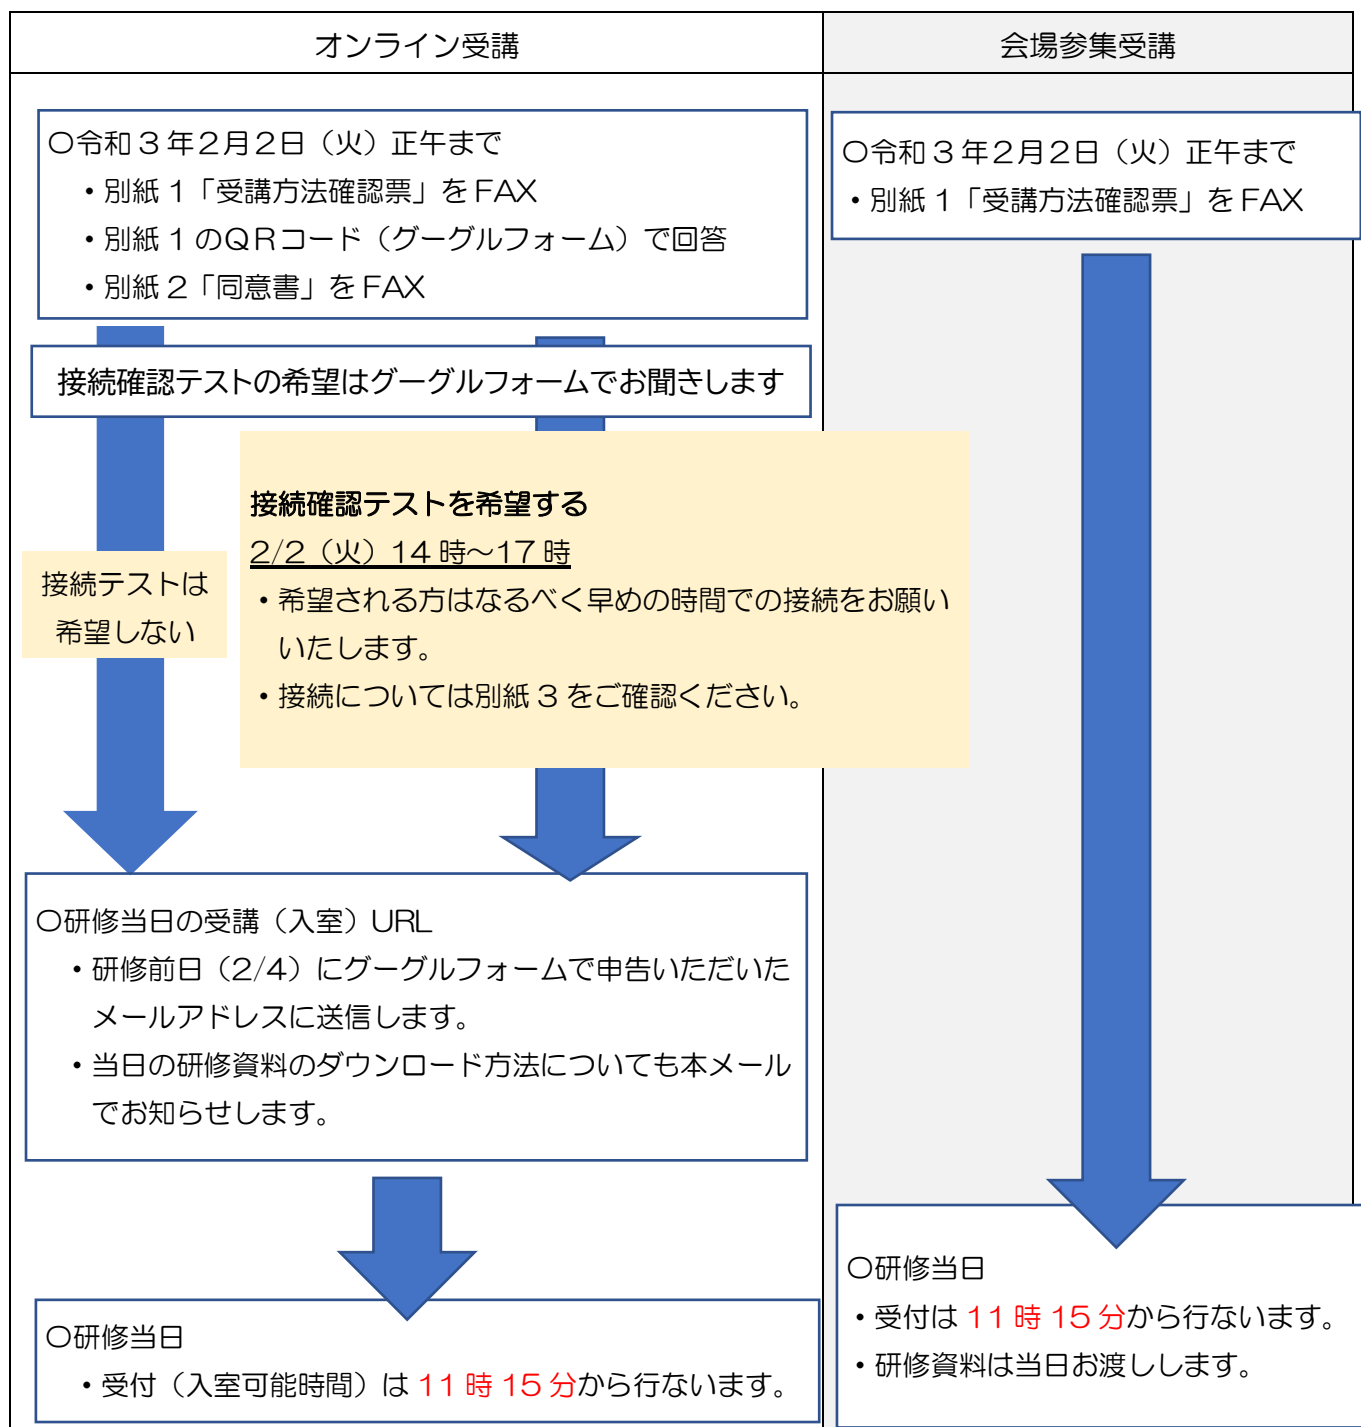 オンライン受講
会場参集受講
〇令和３年２月２日（火）正午まで
・別紙１「受講方法確認票」をFAX
・別紙１のＱＲコード（グーグルフォーム）で回答
・別紙２「同意書」をFAX
接続確認テストの希望はグーグルフォームでお聞きします
接続テストは
希望しない
接続確認テストを希望する
2/2（火）14時～17時
・希望される方はなるべく早めの時間での接続をお願い
いたします。
・接続については別紙３をご確認ください。
〇研修当日の受講（入室）URL
・研修前日（2/4）にグーグルフォームで申告いただいた
メールアドレスに送信します。
・当日の研修資料のダウンロード方法についても本メール
でお知らせします。
〇研修当日
・受付（入室可能時間）は11時15分から行ないます。
〇令和３年２月２日（火）正午まで
・別紙１「受講方法確認票」をFAX
〇研修当日
・受付は11時15分から行ないます。
・研修資料は当日お渡しします。